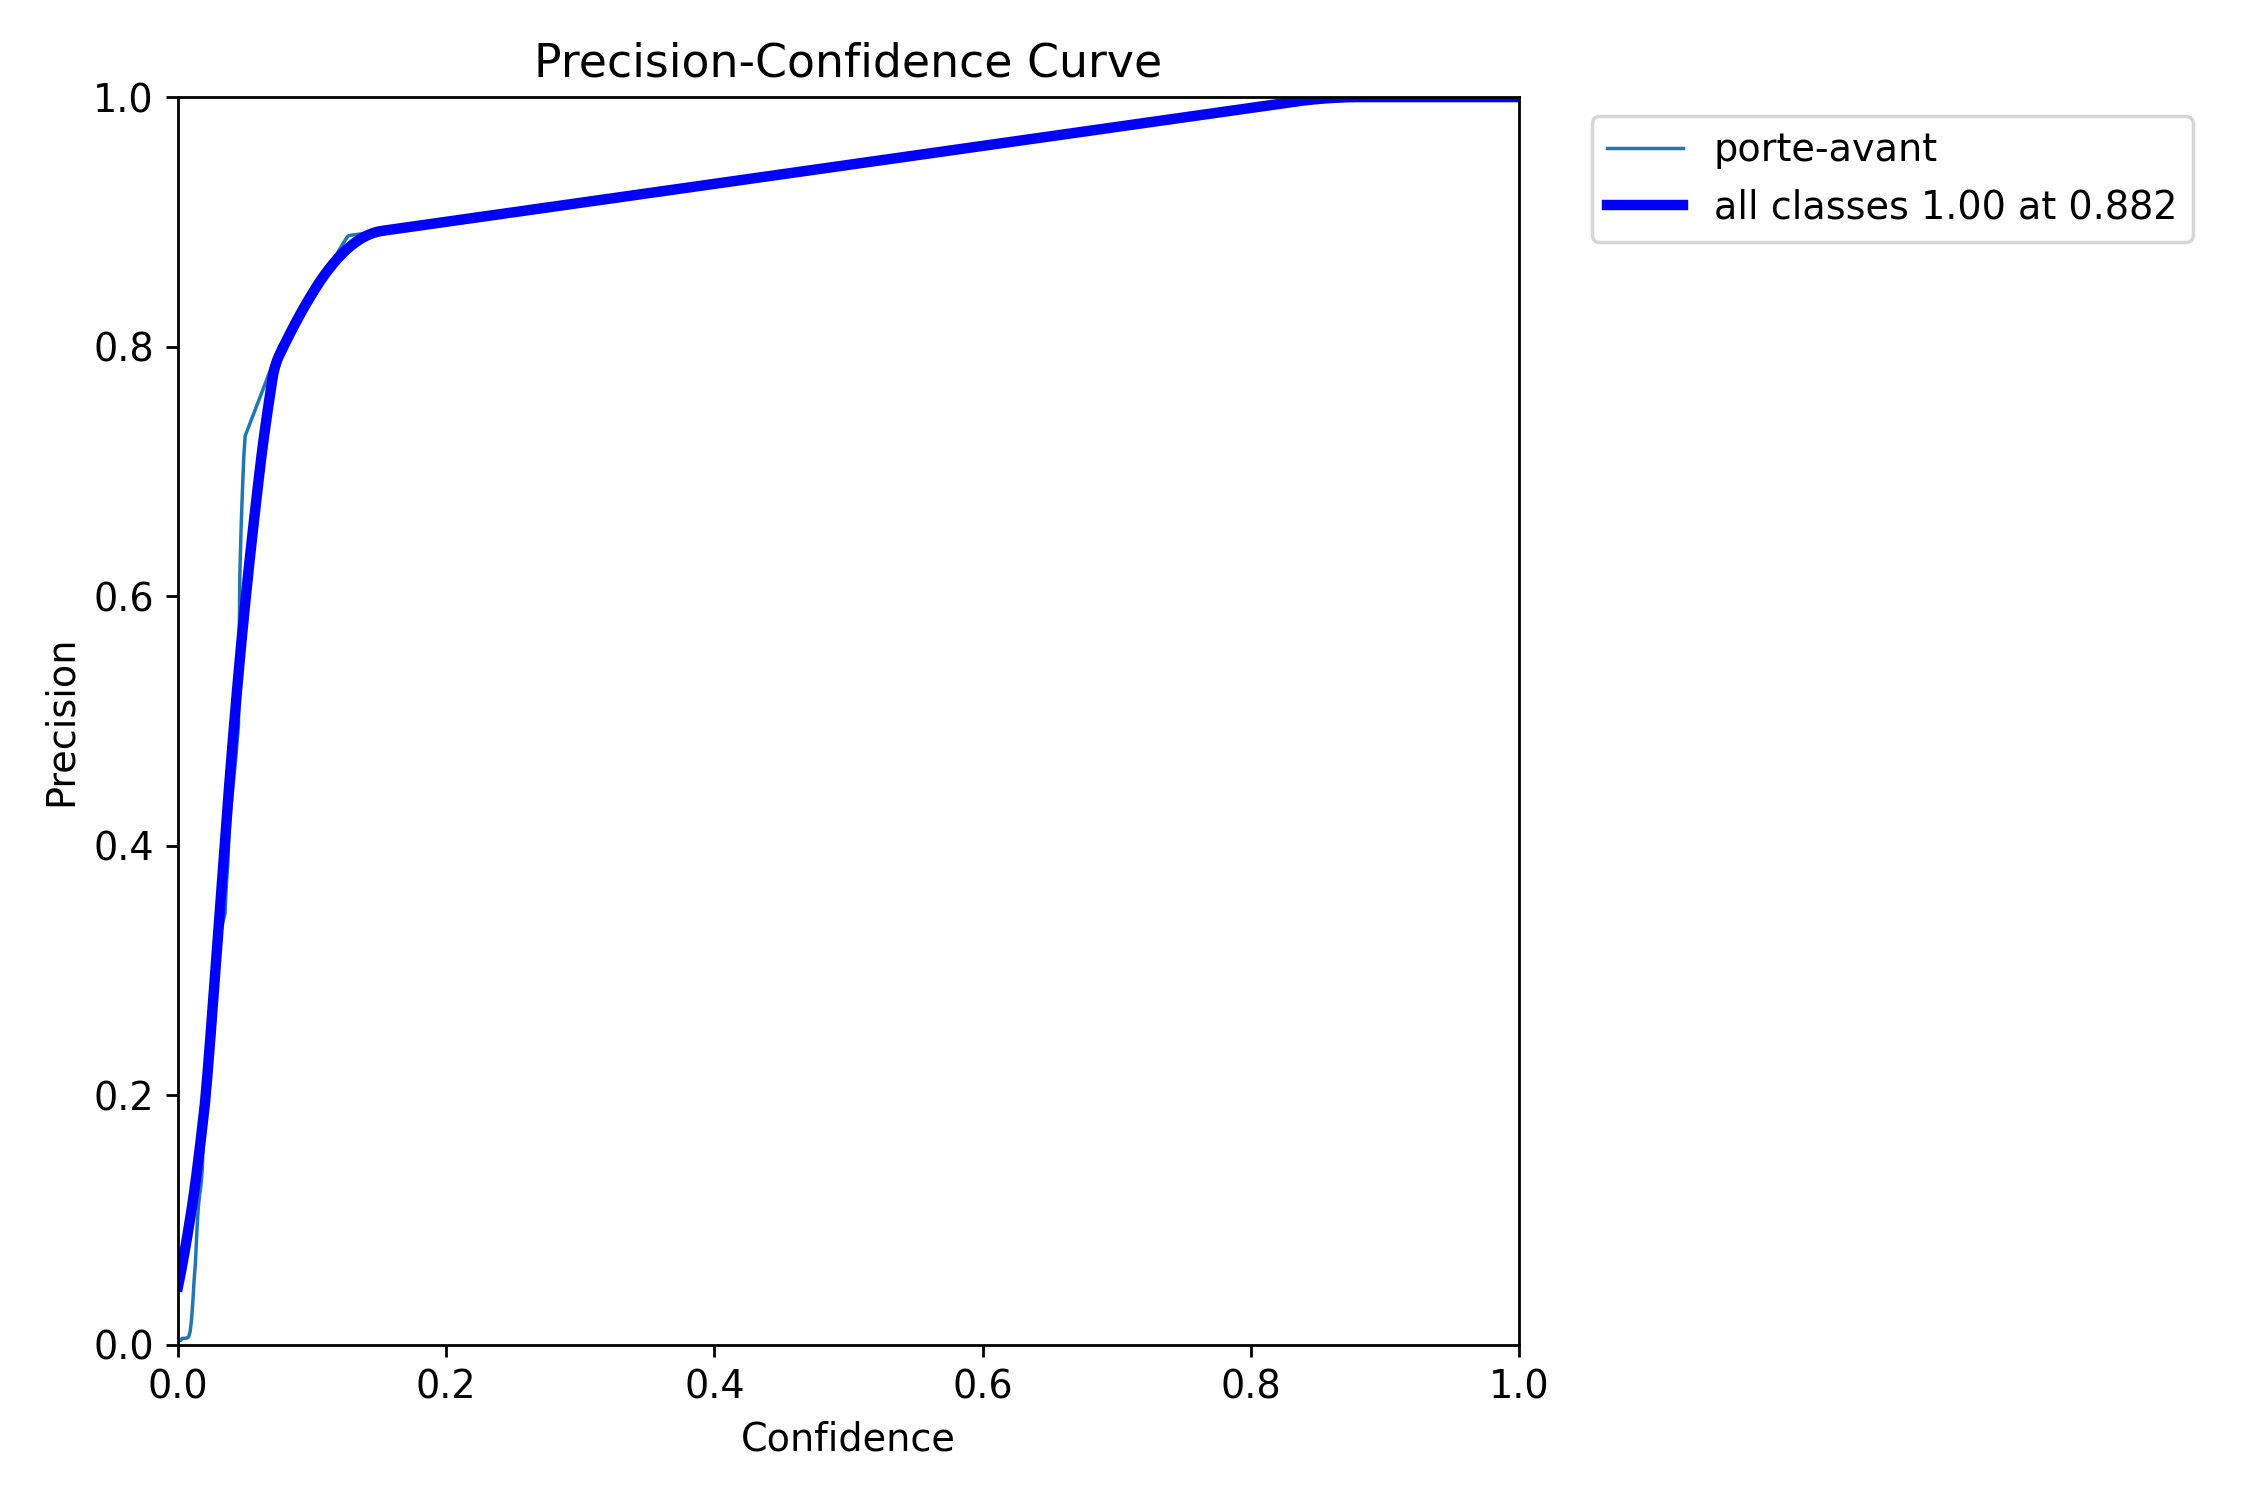 Precision-Confidence Curve
porte-avant
all classes 1.00 at 0.882
Precision
1.0
0.8
0.6
0.4
0.2
0.0
0.0 0.2 0.4 0.6 0.8 1.0
Confidence